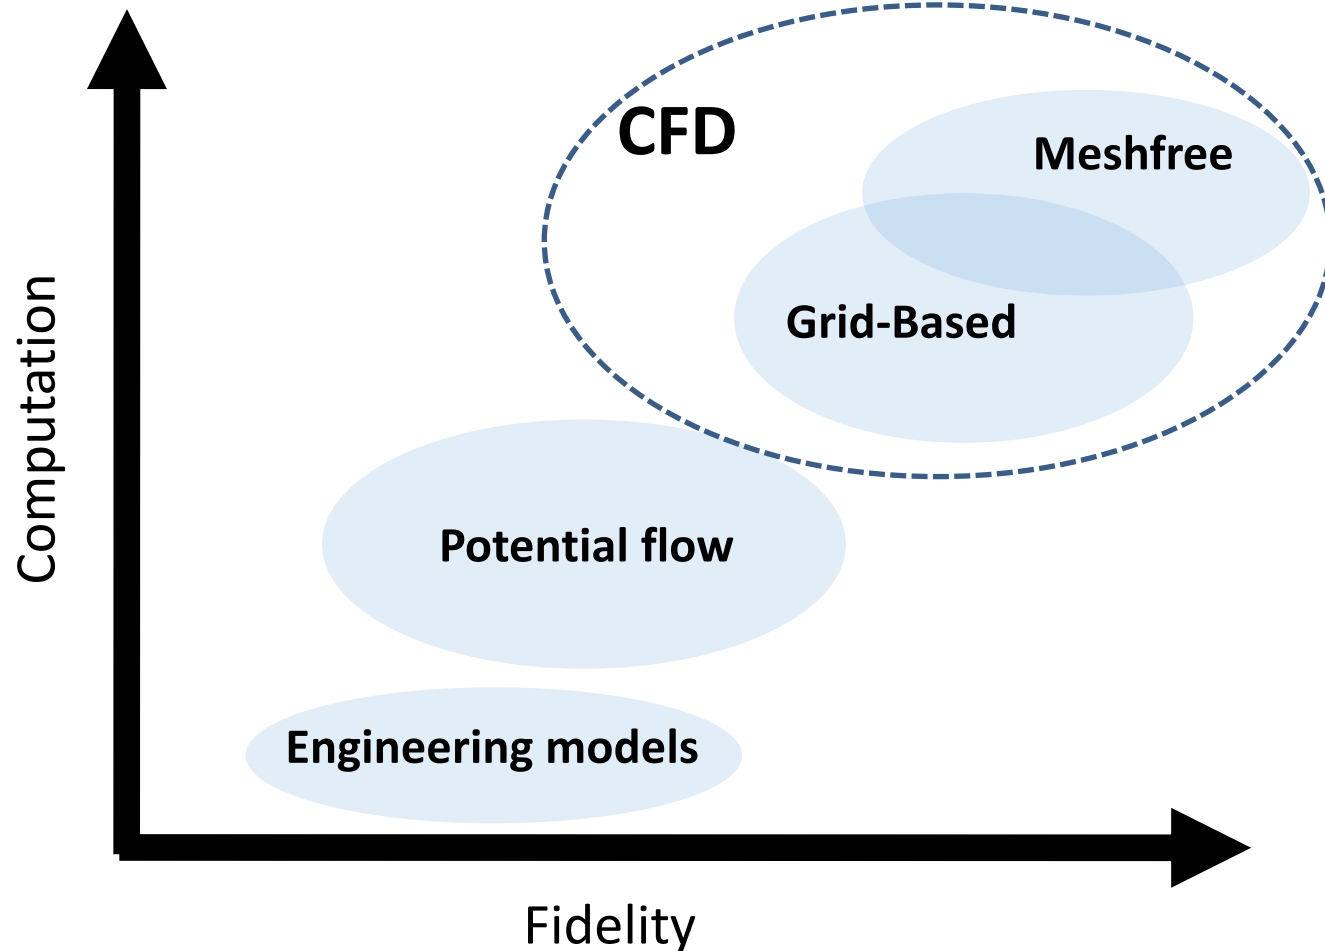 CFD
Meshfree
Grid-Based
Potential flow
Engineering models
Computation
Fidelity